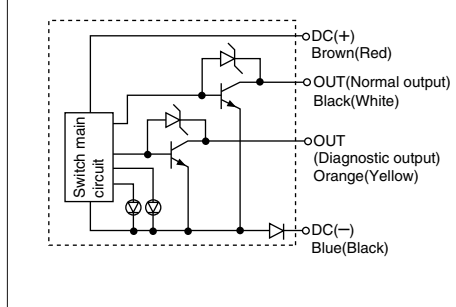 DC(+)
Brown(Red)
OUT(Normal output)
Black(White)
Switch main
circuit
OUT
(Diagnostic output)
Orange(Yellow)
DC(—)
Blue(Black)